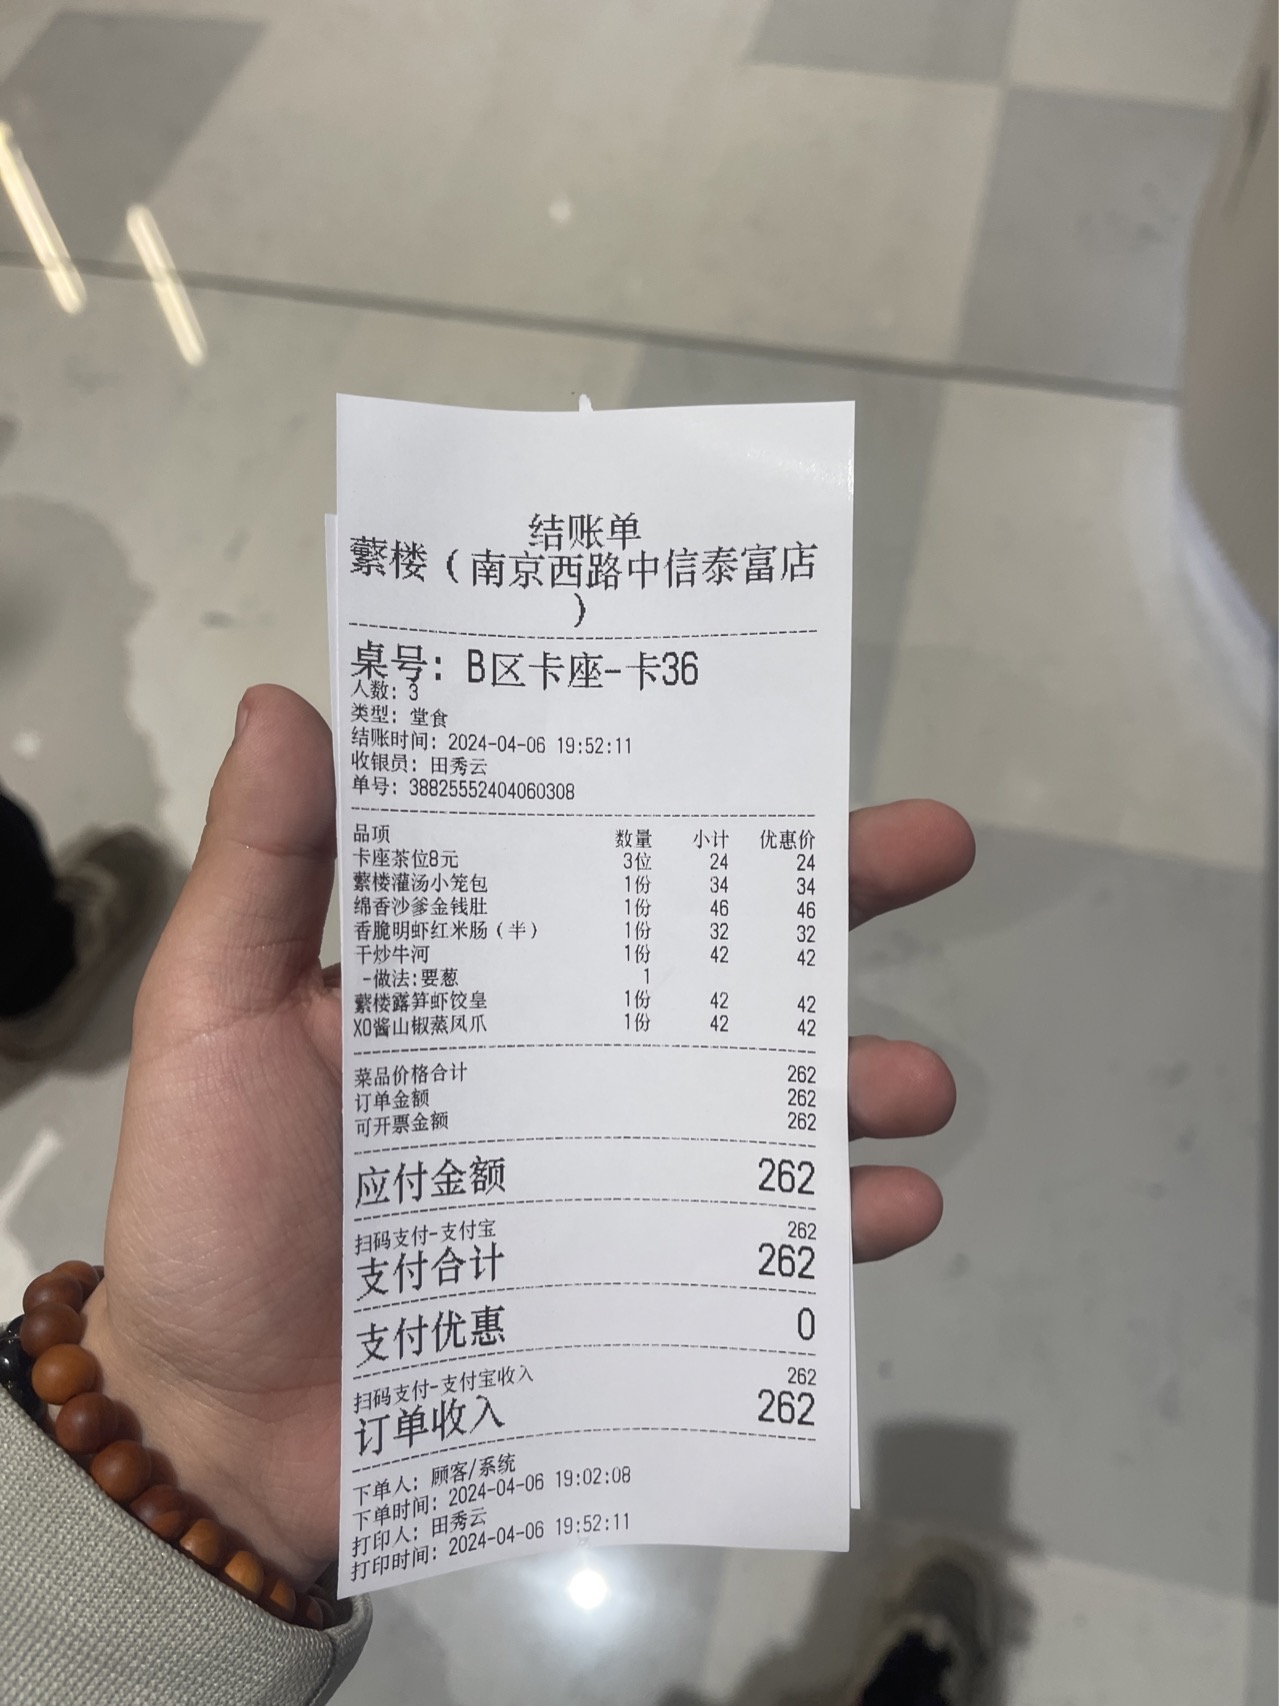 结账单
蘩楼（南京西路中信泰富店
）
桌号: B区卡座-卡36
人数: 3
类型: 堂食
结账时间: 2024-04-06 19:52:11
收银员: 田秀云
单号: 38825552404060308
品项 数量 小计 优惠价
卡座茶位8元 3位 24 24
蘩楼灌汤小笼包 1份 34 34
绵香沙爹金钱肚 1份 46 46
香脆明虾红米肠（半） 1份 32 32
干炒牛河 1份 42 42
-做法:要葱 1
蘩楼露笋虾饺皇 1份 42 42
XO酱山椒蒸凤爪 1份 42 42
菜品价格合计 262
订单金额 262
可开票金额 262
应付金额 262
扫码支付-支付宝 262
支付合计 262
支付优惠 0
扫码支付-支付宝收入 262
订单收入 262
下单人: 顾客/系统
下单时间: 2024-04-06 19:02:08
打印人: 田秀云
打印时间: 2024-04-06 19:52:11